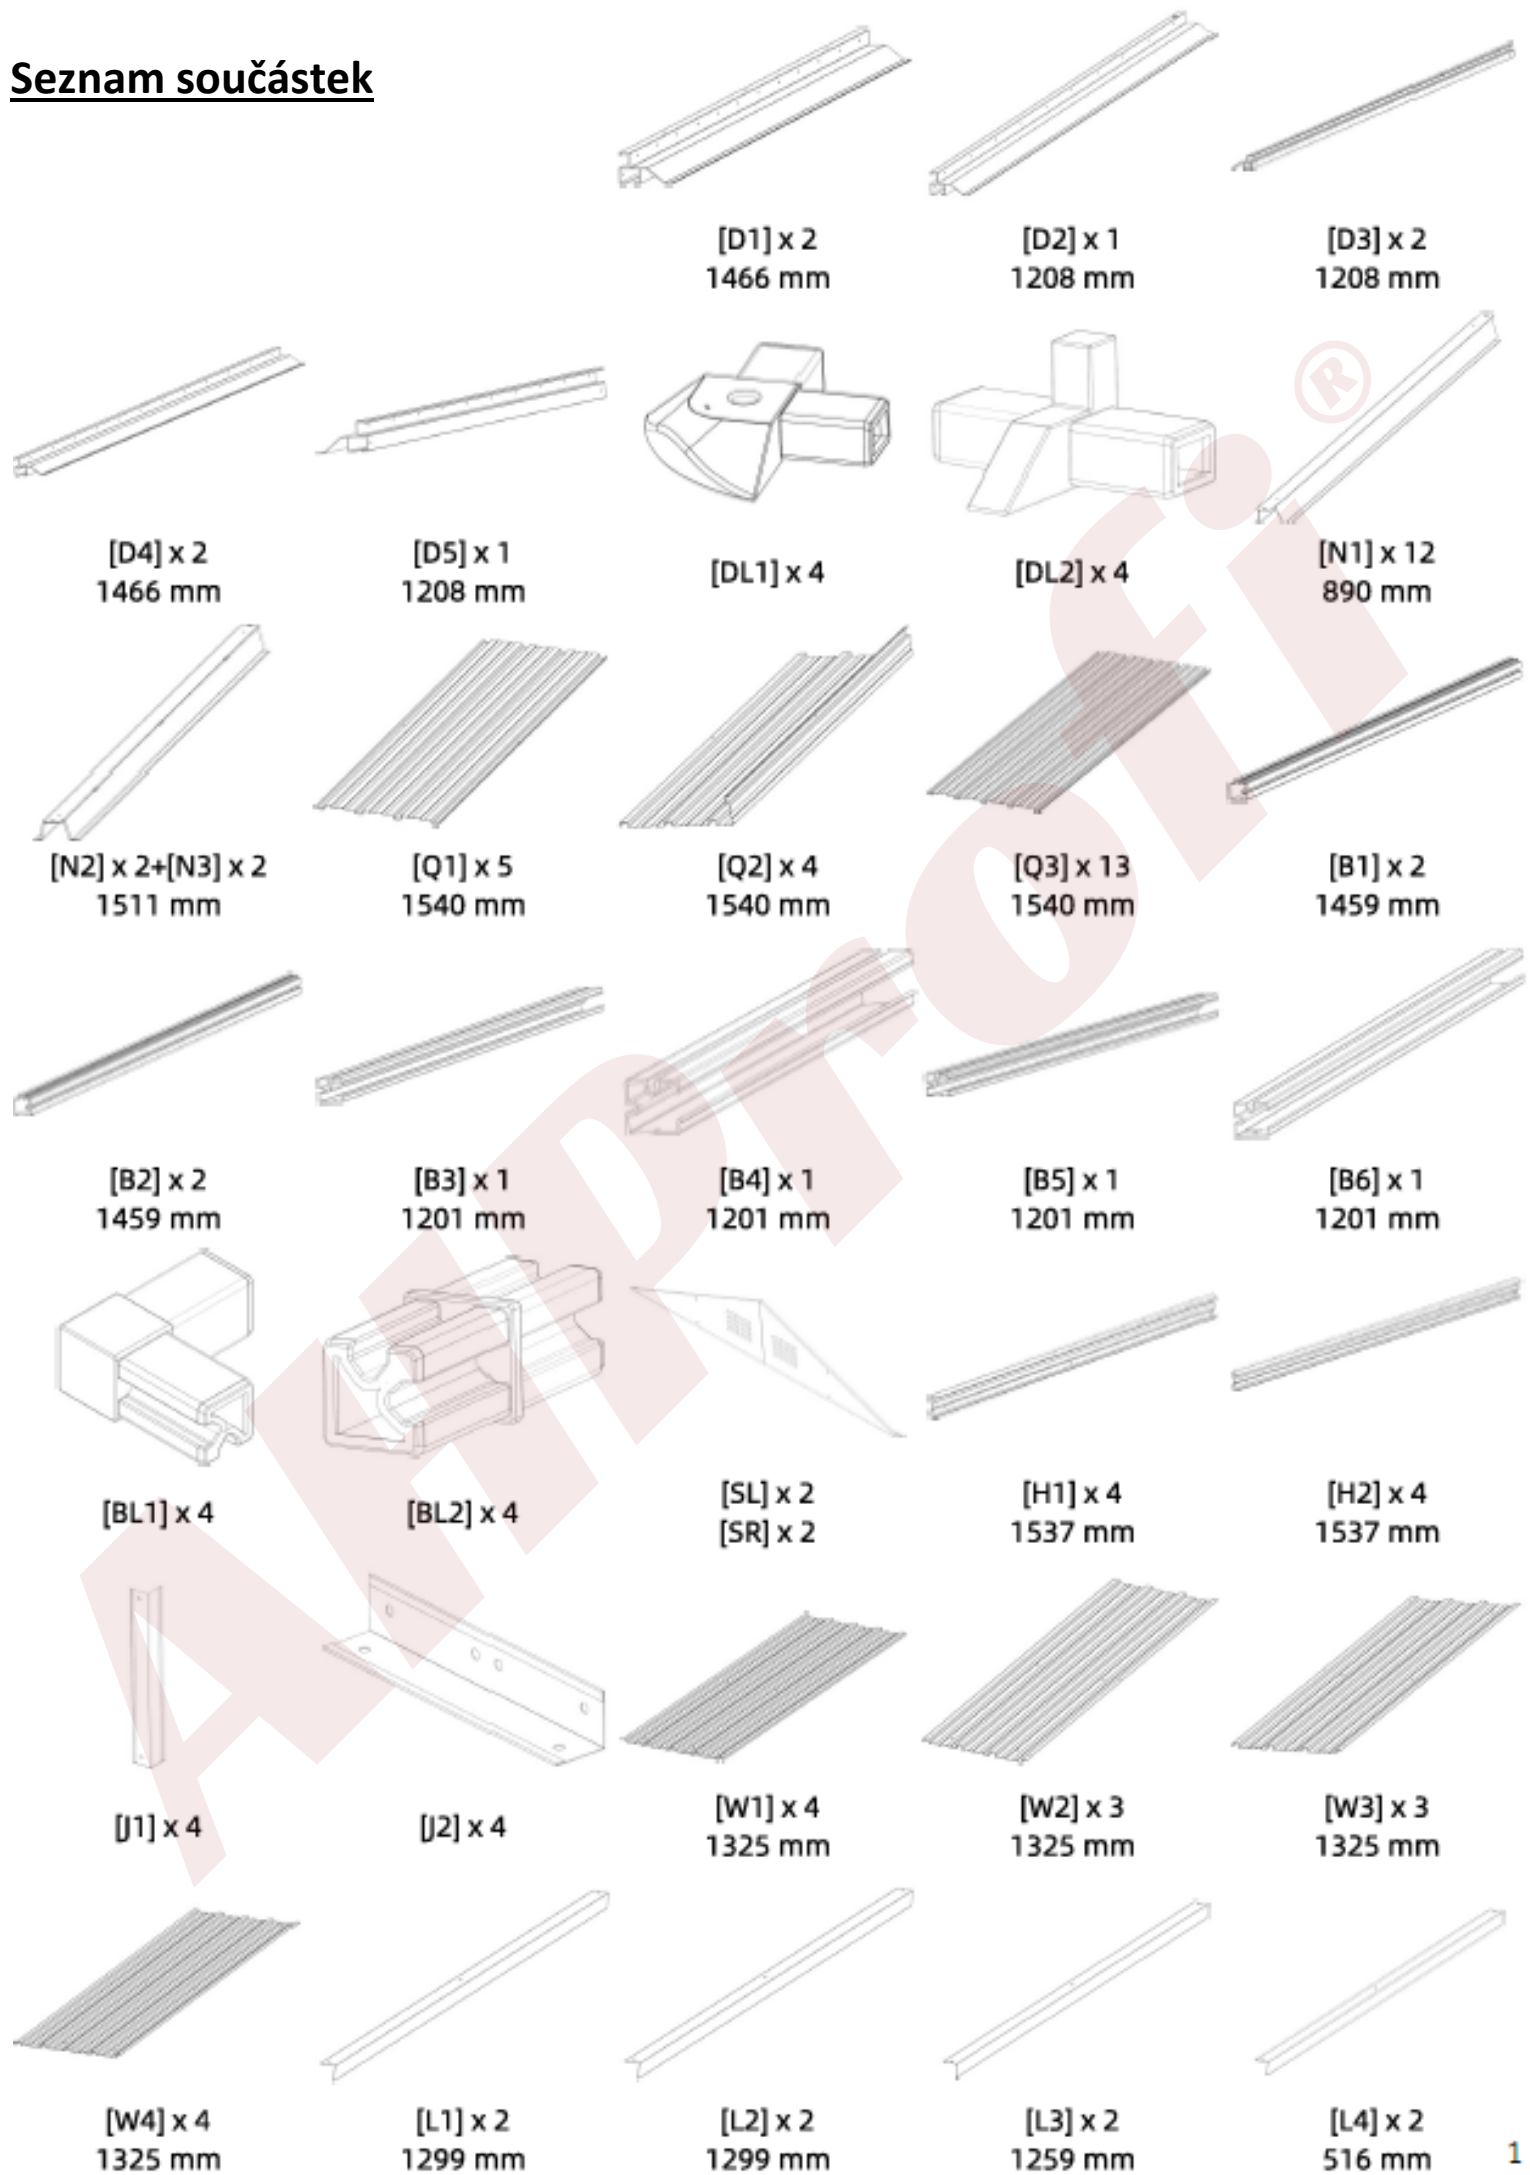 Seznam součástek
[D1] x 2
1466 mm
[D2] x 1
1208 mm
[D3] x 2
1208 mm
[D4] x 2
1466 mm
[D5] x 1
1208 mm
[DL1] x 4
[DL2] x 4
[N1] x 12
890 mm
[N2] x 2+[N3] x 2
1511 mm
[Q1] x 5
1540 mm
[Q2] x 4
1540 mm
[Q3] x 13
1540 mm
[B1] x 2
1459 mm
[B2] x 2
1459 mm
[B3] x 1
1201 mm
[B4] x 1
1201 mm
[B5] x 1
1201 mm
[B6] x 1
1201 mm
[BL1] x 4
[BL2] x 4
[SL] x 2
[SR] x 2
[H1] x 4
1537 mm
[H2] x 4
1537 mm
[J1] x 4
[J2] x 4
[W1] x 4
1325 mm
[W2] x 3
1325 mm
[W3] x 3
1325 mm
[W4] x 4
1325 mm
[L1] x 2
1299 mm
[L2] x 2
1299 mm
[L3] x 2
1259 mm
[L4] x 2
516 mm
1
AHProfi®